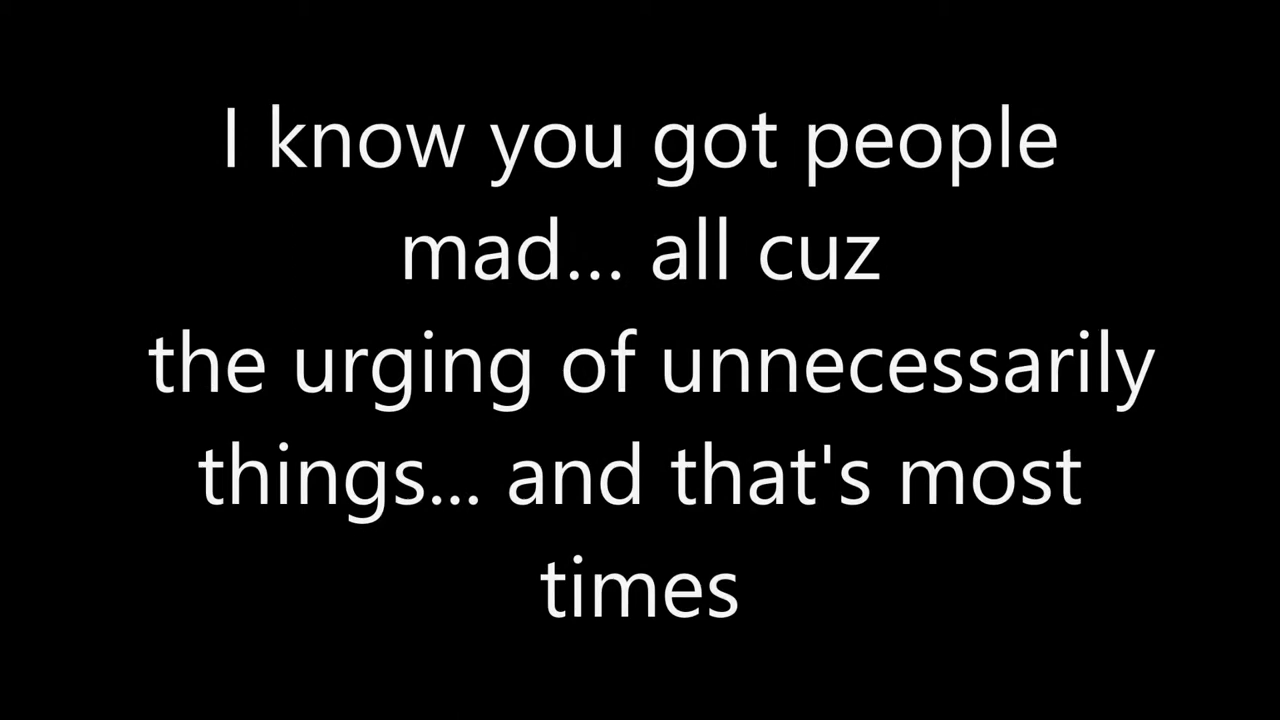 I know you got people
mad... all cuz
the urging of unnecessarily
things... and that's most
times